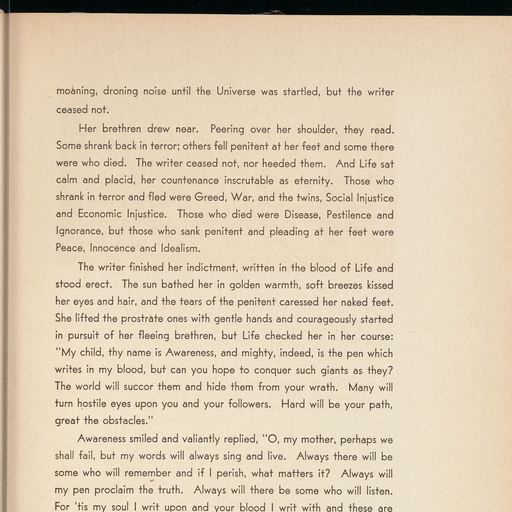 moaning, droning noise until the Universe was startled, but the writer
ceased not.
Her brethren drew near. Peering over her shoulder, they read.
Some shrank back in terror; others fell penitent at her feet and some there
were who died. The writer ceased not, nor heeded them. And Life sat
calm and placid, her countenance inscrutable as eternity. Those who
shrank in terror and fled were Greed, War, and the twins, Social Injustice
and Economic Injustice. Those who died were Disease, Pestilence and
Ignorance, but those who sank penitent and pleading at her feet were
Peace, Innocence and Idealism.
The writer finished her indictment, written in the blood of Life and
stood erect. The sun bathed her in golden warmth, soft breezes kissed
her eyes and hair, and the tears of the penitent caressed her naked feet.
She lifted the prostrate ones with gentle hands and courageously started
in pursuit of her fleeing brethren, but Life checked her in her course:
"My child, thy name is Awareness, and mighty, indeed, is the pen which
writes in my blood, but can you hope to conquer such giants as they?
The world will succor them and hide them from your wrath. Many will
turn hostile eyes upon you and your followers. Hard will be your path,
great the obstacles."
Awareness smiled and valiantly replied, "O, my mother, perhaps we
shall fail, but my words will always sing and live. Always there will be
some who will remember and if I perish, what matters it? Always will
my pen proclaim the truth. Always will there be some who will listen.
For 'tis my soul I writ upon and your blood I writ with and these are